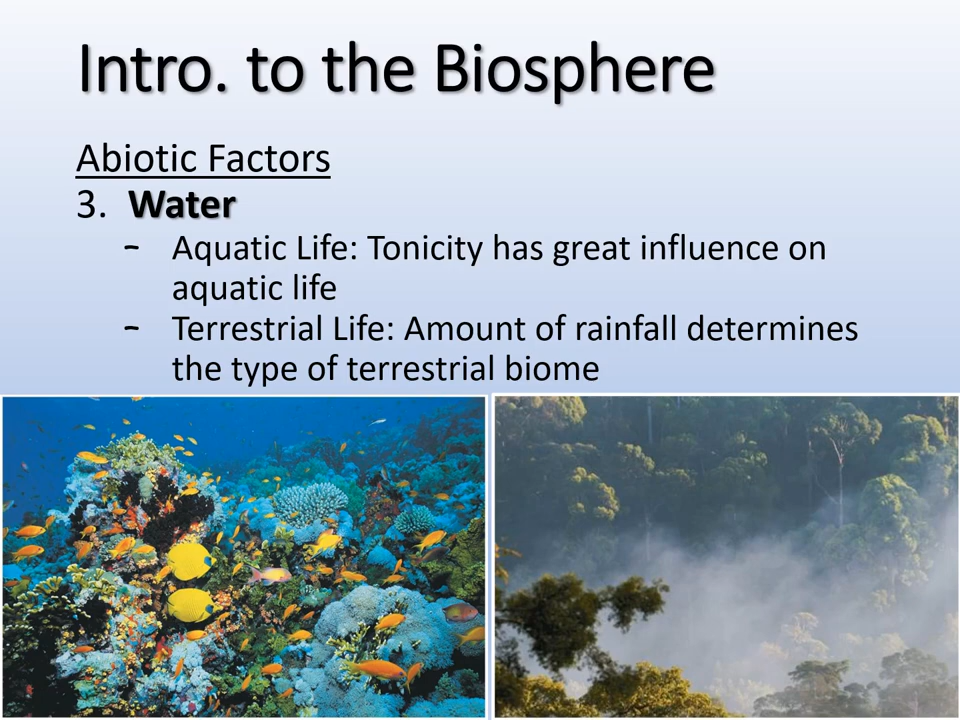 Intro. to the Biosphere
Abiotic Factors
3. Water
– Aquatic Life: Tonicity has great influence on
aquatic life
– Terrestrial Life: Amount of rainfall determines
the type of terrestrial biome